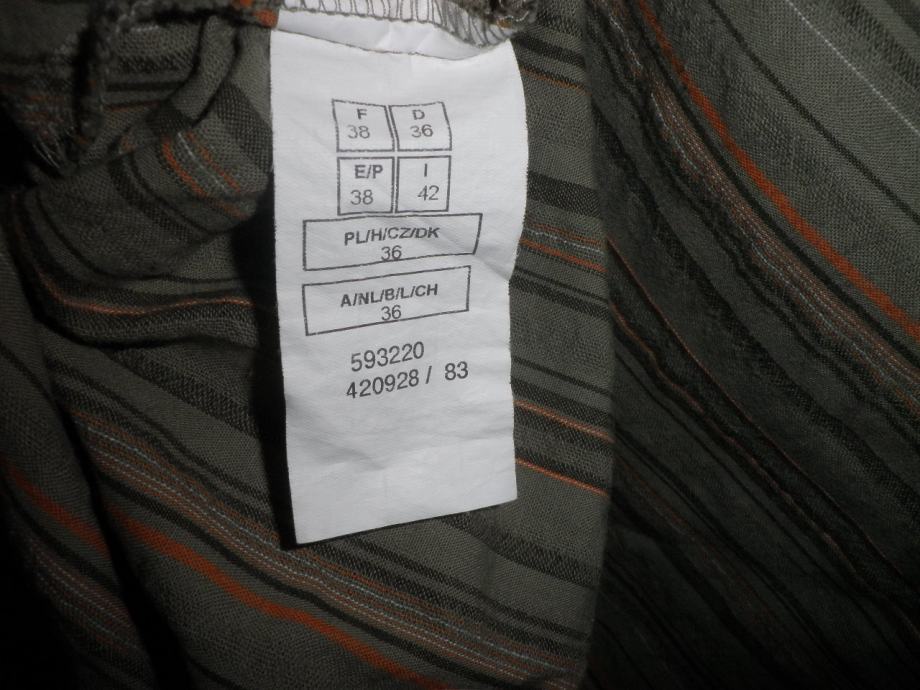 F D
38 36
E/P I
38 42
PL/H/CZ/DK
36
A/NL/B/L/CH
36
593220
420928 / 83